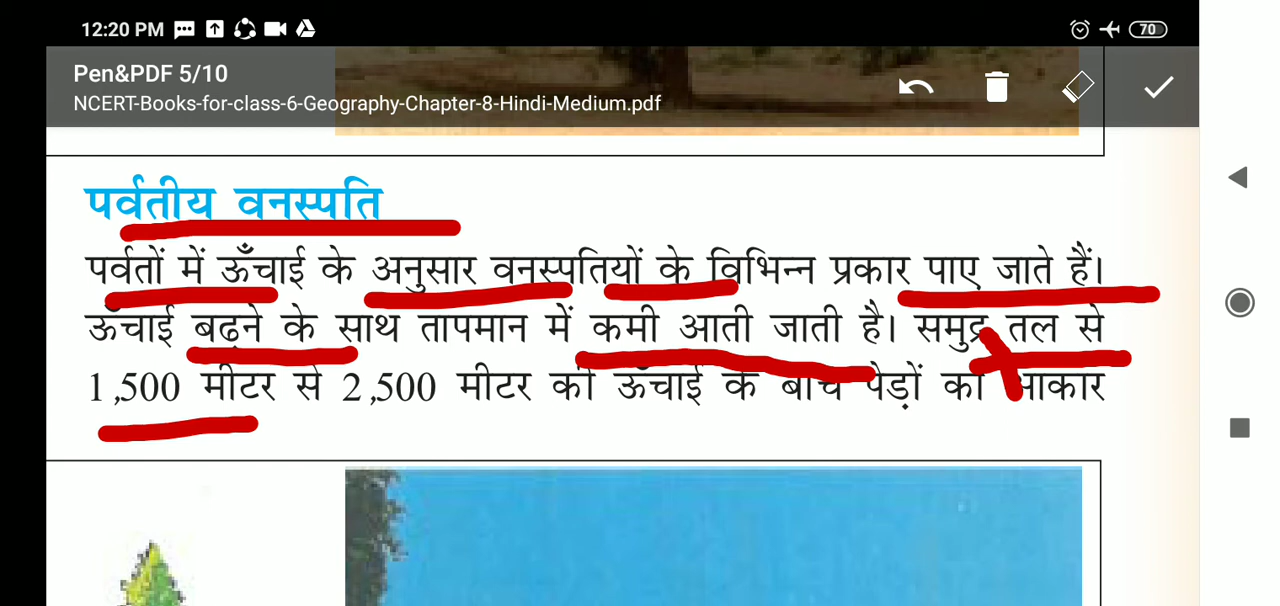 12:20 PM
70
Pen&PDF 5/10
NCERT-Books-for-class-6-Geography-Chapter-8-Hindi-Medium.pdf
पर्वतीय वनस्पति
पर्वतों में ऊँचाई के अनुसार वनस्पतियों के विभिन्न प्रकार पाए जाते हैं।
ऊँचाई बढ़ने के साथ तापमान में कमी आती जाती है। समुद्र तल से
1,500 मीटर से 2,500 मीटर की ऊँचाई के बीच पेड़ों का आकार